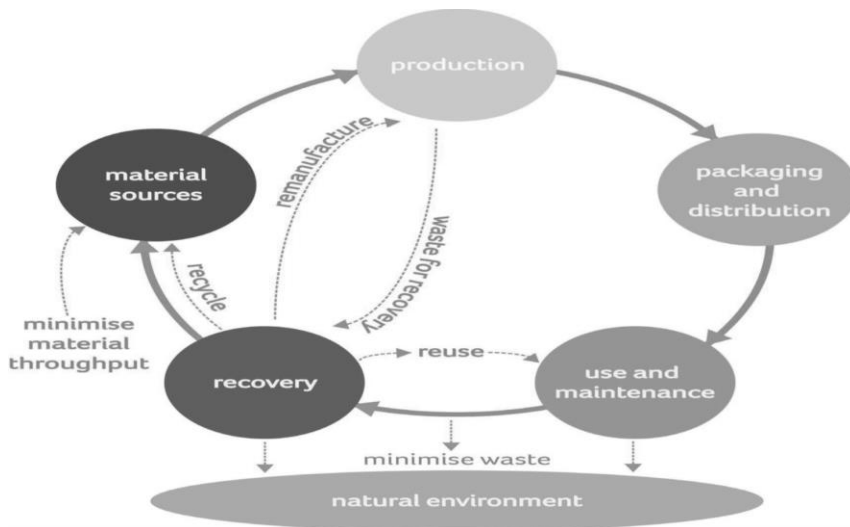 production
material
sources
packaging
and
distribution
remanufacture
waste for recovery
recycle
minimise
material
throughput
recovery
reuse
use and
maintenance
minimise waste
natural environment